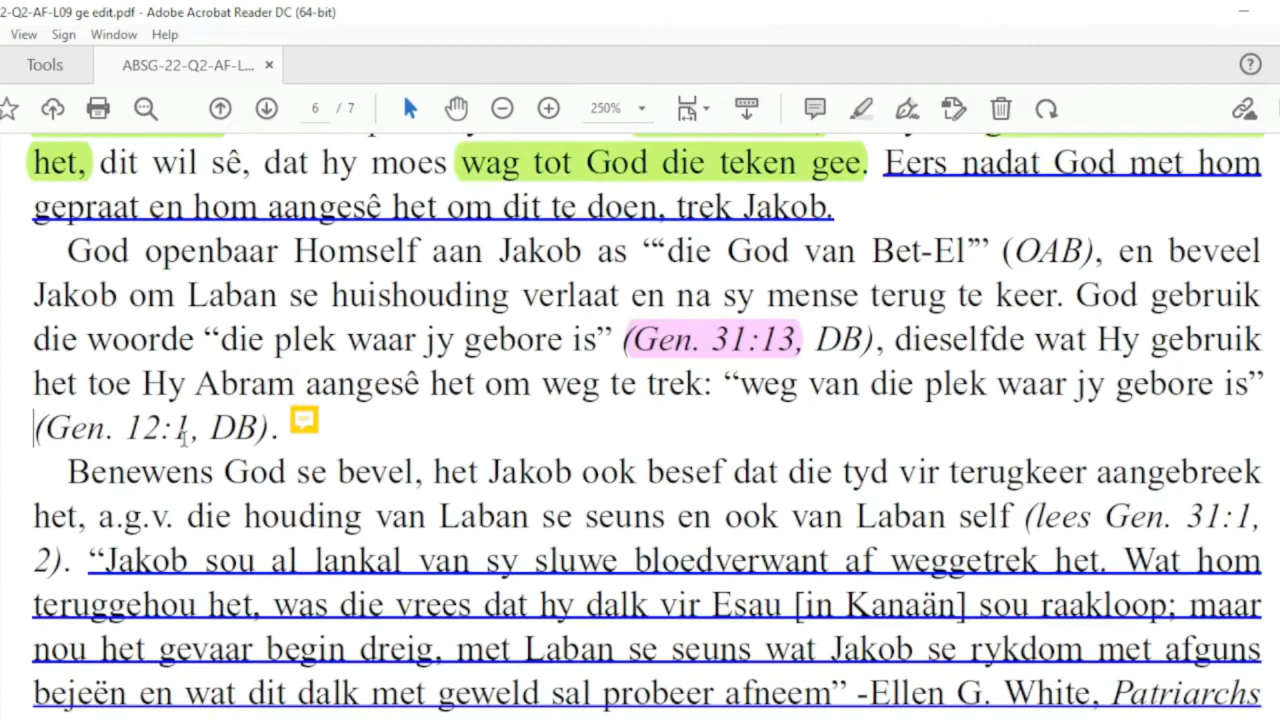 2-Q2-AF-L09 ge edit.pdf - Adobe Acrobat Reader DC (64-bit)
View Sign Window Help
Tools ABSG-22-Q2-AF-L... ×
6 / 7 250%
het, dit wil sê, dat hy moes wag tot God die teken gee. Eers nadat God met hom
gepraat en hom aangesê het om dit te doen, trek Jakob.
God openbaar Homself aan Jakob as “‘die God van Bet-El’” (OAB), en beveel
Jakob om Laban se huishouding verlaat en na sy mense terug te keer. God gebruik
die woorde “die plek waar jy gebore is” (Gen. 31:13, DB), dieselfde wat Hy gebruik
het toe Hy Abram aangesê het om weg te trek: “weg van die plek waar jy gebore is”
(Gen. 12:1, DB).
Benewens God se bevel, het Jakob ook besef dat die tyd vir terugkeer aangebreek
het, a.g.v. die houding van Laban se seuns en ook van Laban self (lees Gen. 31:1,
2). “Jakob sou al lankal van sy sluwe bloedverwant af weggetrek het. Wat hom
teruggehou het, was die vrees dat hy dalk vir Esau [in Kanaän] sou raakloop; maar
nou het gevaar begin dreig, met Laban se seuns wat Jakob se rykdom met afguns
bejeën en wat dit dalk met geweld sal probeer afneem” -Ellen G. White, Patriarchs